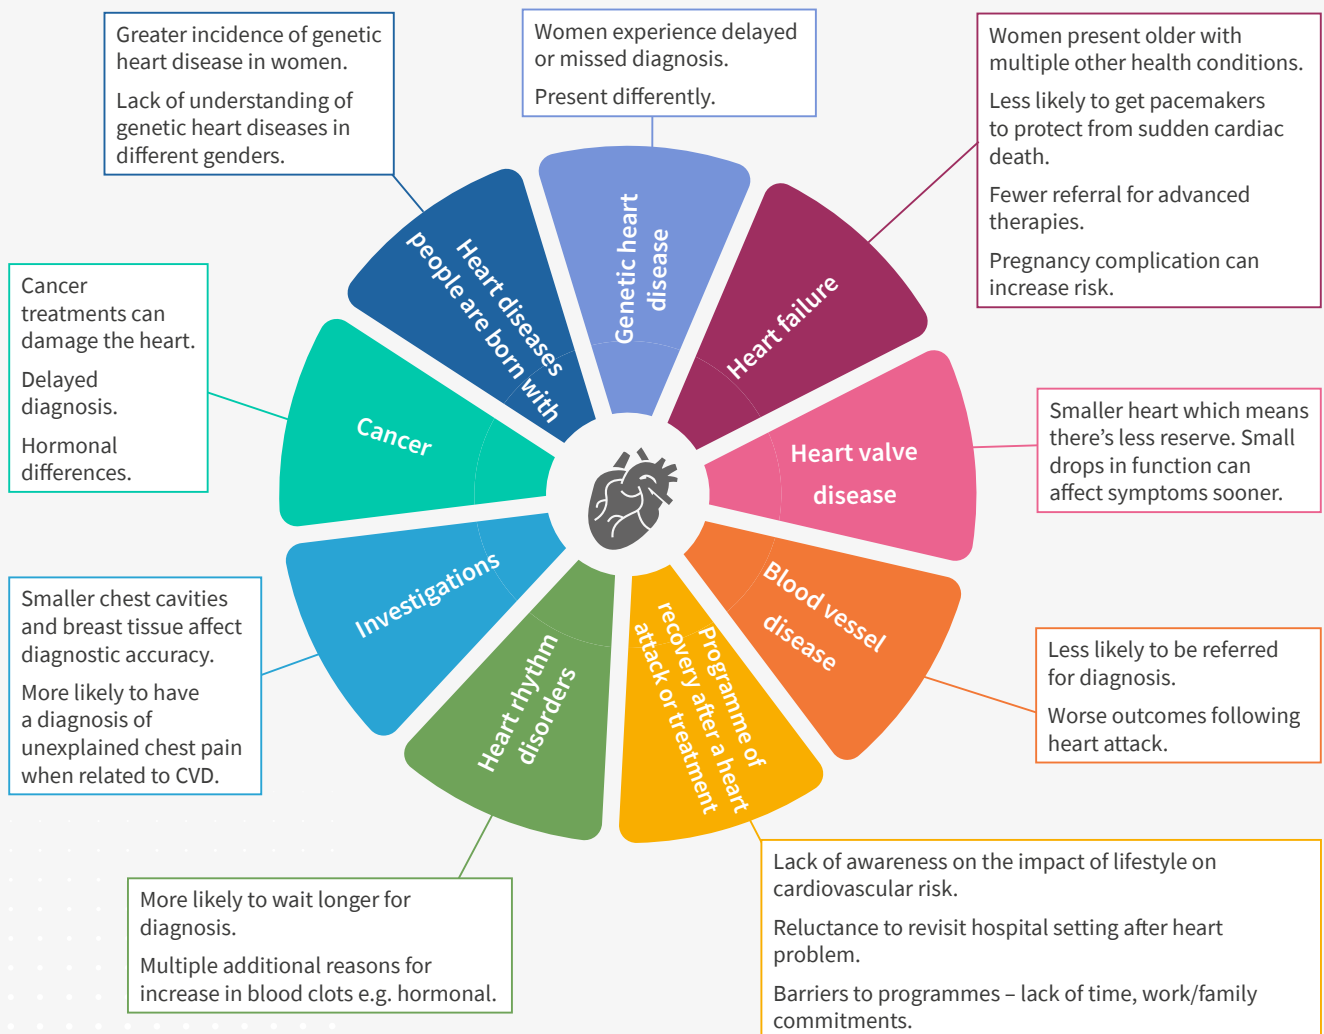 Greater incidence of genetic
heart disease in women.
Lack of understanding of
genetic heart diseases in
different genders.
Women experience delayed
or missed diagnosis.
Present differently.
Women present older with
multiple other health conditions.
Less likely to get pacemakers
to protect from sudden cardiac
death.
Fewer referral for advanced
therapies.
Pregnancy complication can
increase risk.
Heart diseases
people are born with
Genetic heart
disease
Heart failure
Cancer
treatments can
damage the heart.
Delayed
diagnosis.
Hormonal
differences.
Cancer
Heart valve
disease
Smaller heart which means
there's less reserve. Small
drops in function can
affect symptoms sooner.
Smaller chest cavities
and breast tissue affect
diagnostic accuracy.
More likely to have
a diagnosis of
unexplained chest pain
when related to CVD.
Investigations
Heart rhythm
disorders
Programme of
recovery after a heart
attack or treatment
Blood vessel
disease
Less likely to be referred
for diagnosis.
Worse outcomes following
heart attack.
More likely to wait longer for
diagnosis.
Multiple additional reasons for
increase in blood clots e.g. hormonal.
Lack of awareness on the impact of lifestyle on
cardiovascular risk.
Reluctance to revisit hospital setting after heart
problem.
Barriers to programmes – lack of time, work/family
commitments.